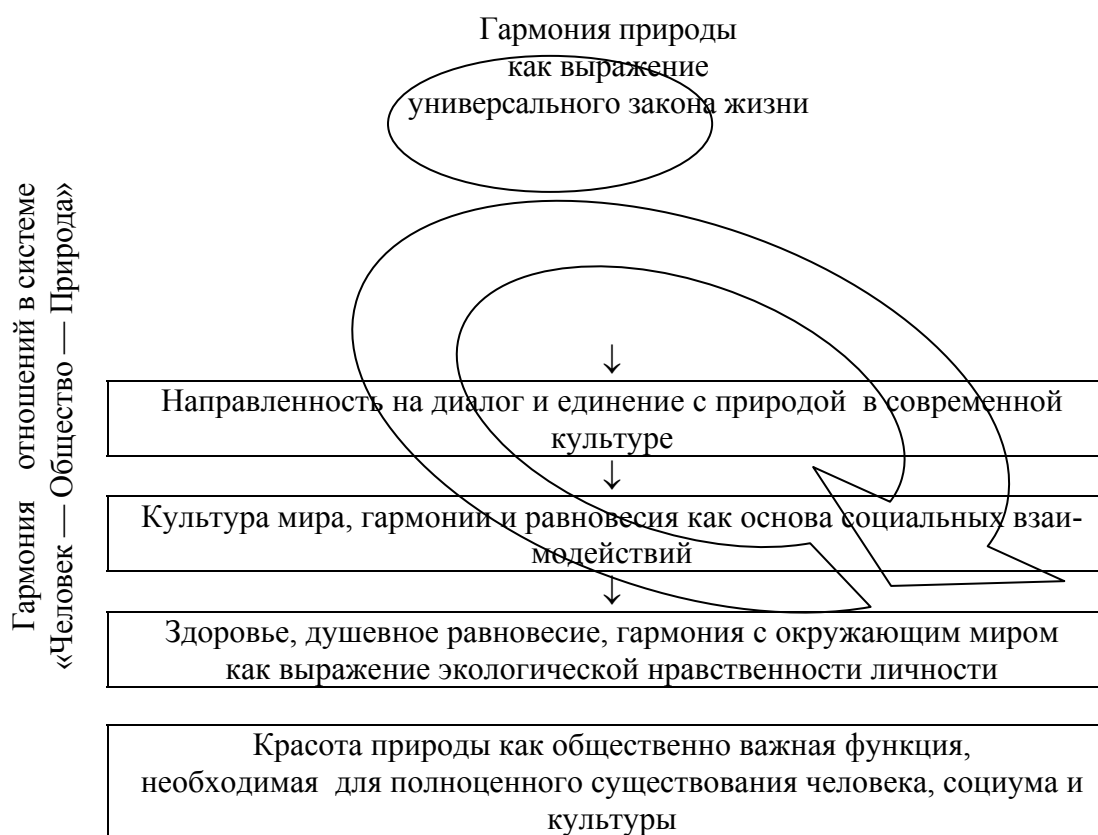 Гармония природы
как выражение
универсального закона жизни
Гармония отношений в системе
«Человек — Общество — Природа»
↓
Направленность на диалог и единение с природой в современной
культуре
↓
Культура мира, гармонии и равновесия как основа социальных взаи-
модействий
↓
Здоровье, душевное равновесие, гармония с окружающим миром
как выражение экологической нравственности личности
Красота природы как общественно важная функция,
необходимая для полноценного существования человека, социума и
культуры